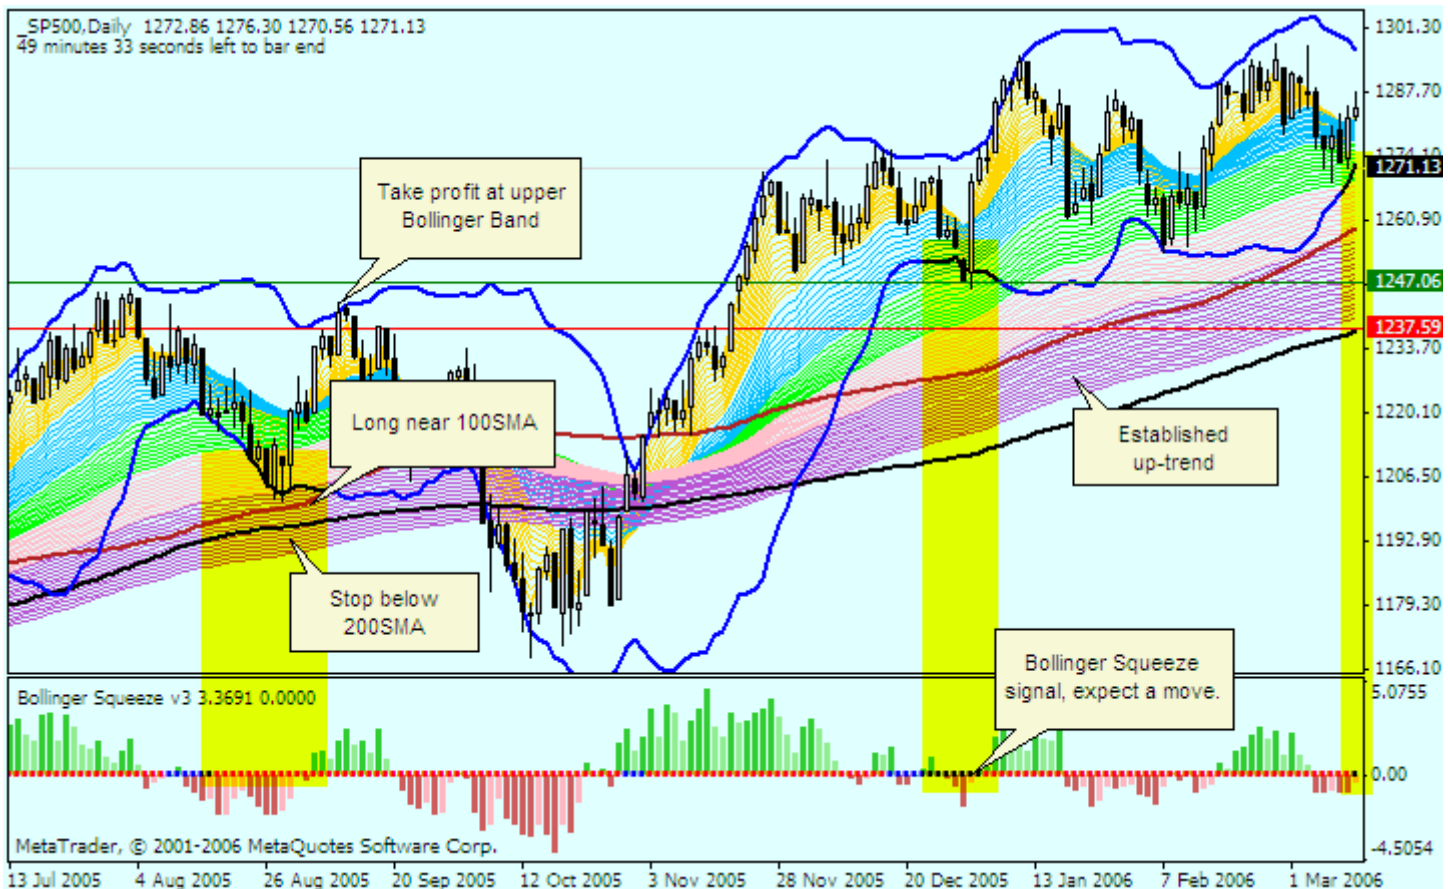 _SP500,Daily 1272.86 1276.30 1270.56 1271.13
49 minutes 33 seconds left to bar end
1301.30
1287.70
1274.10
1271.13
1260.90
1247.06
1237.59
1233.70
1220.10
1206.50
1192.90
1179.30
1166.10
Take profit at upper
Bollinger Band
Long near 100SMA
Stop below
200SMA
Established
up-trend
Bollinger Squeeze
signal, expect a move.
Bollinger Squeeze v3 3.3691 0.0000
5.0755
0.00
-4.5054
MetaTrader, © 2001-2006 MetaQuotes Software Corp.
13 Jul 2005 4 Aug 2005 26 Aug 2005 20 Sep 2005 12 Oct 2005 3 Nov 2005 28 Nov 2005 20 Dec 2005 13 Jan 2006 7 Feb 2006 1 Mar 2006